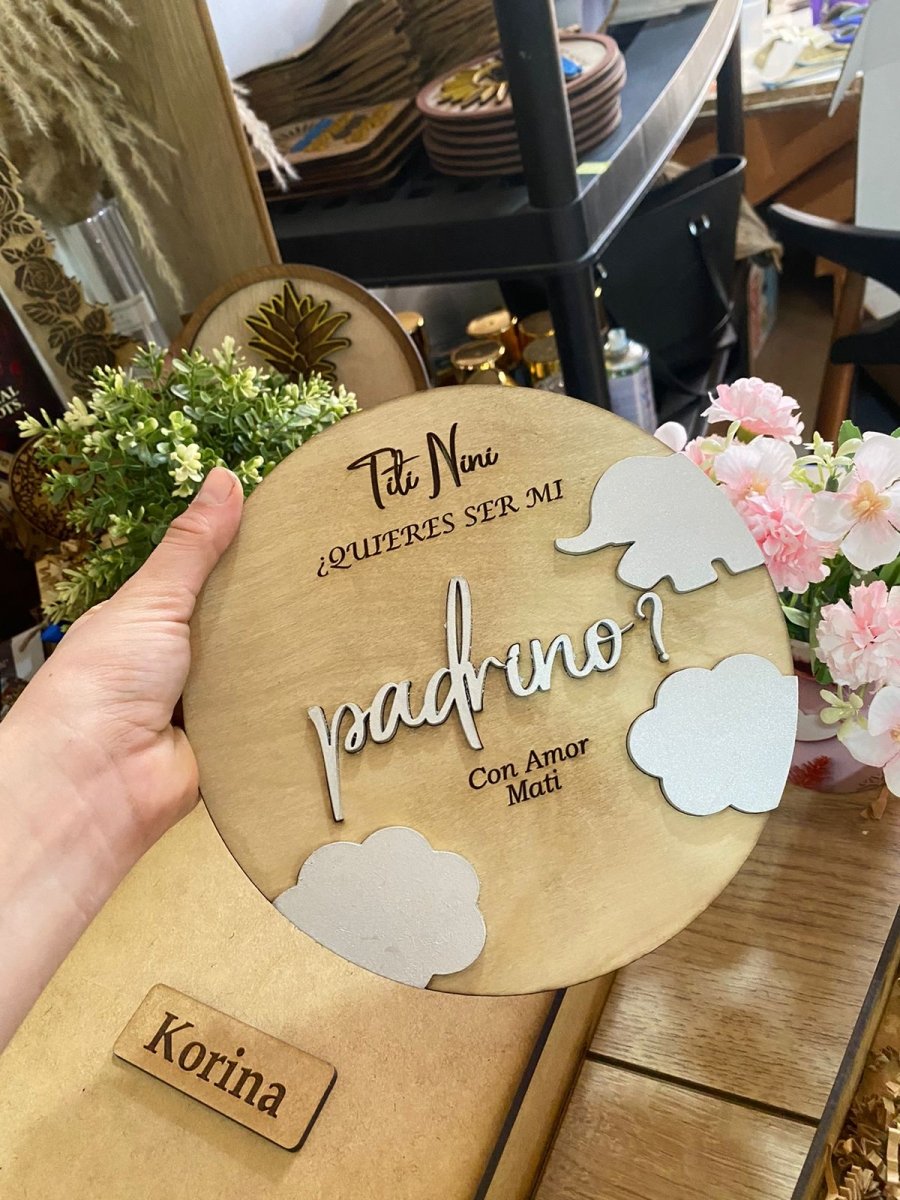 Titi Nini
¿QUIERES SER MI
padrino?
Con Amor
Mati
Korina